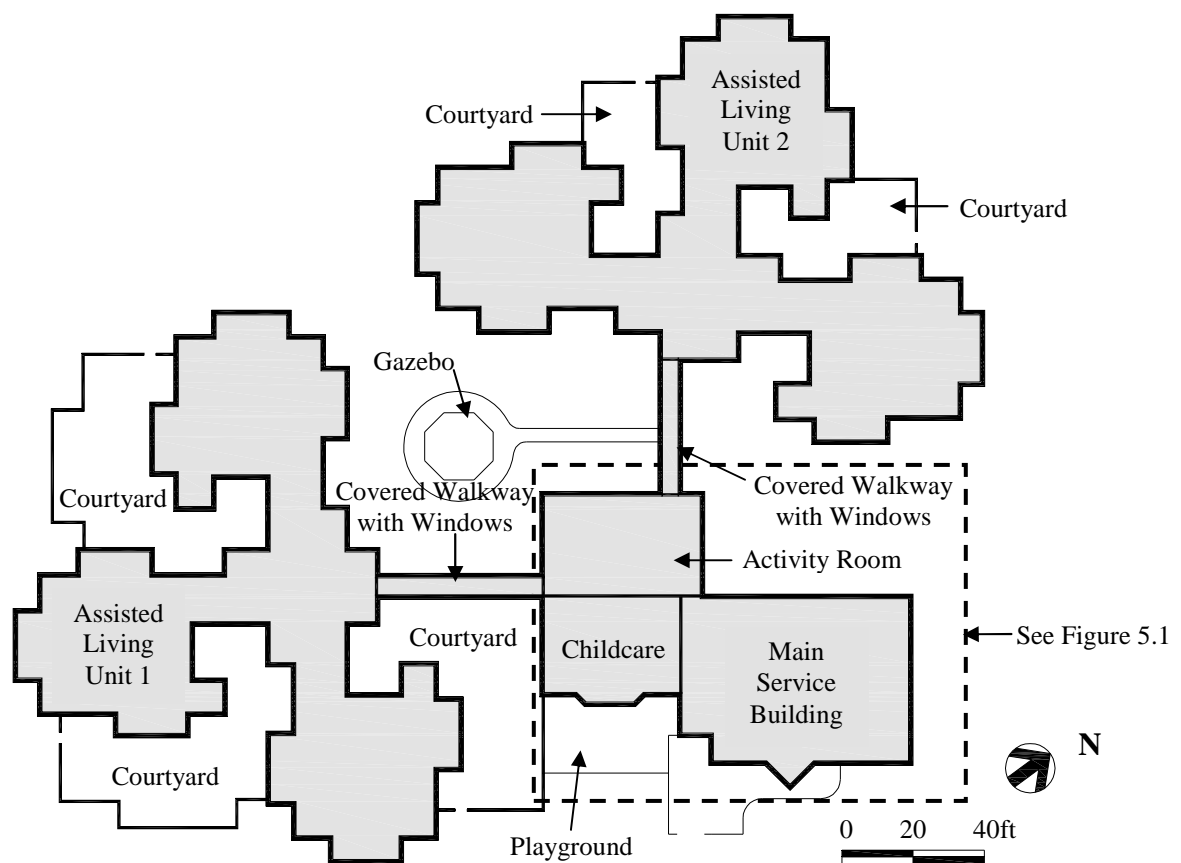 Assisted
Living
Unit 2
Courtyard
Courtyard
Gazebo
Covered Walkway
with Windows
Covered Walkway
with Windows
Courtyard
Activity Room
Assisted
Living
Unit 1
Courtyard
Childcare
Main
Service
Building
See Figure 5.1
N
Courtyard
Playground
0 20 40ft